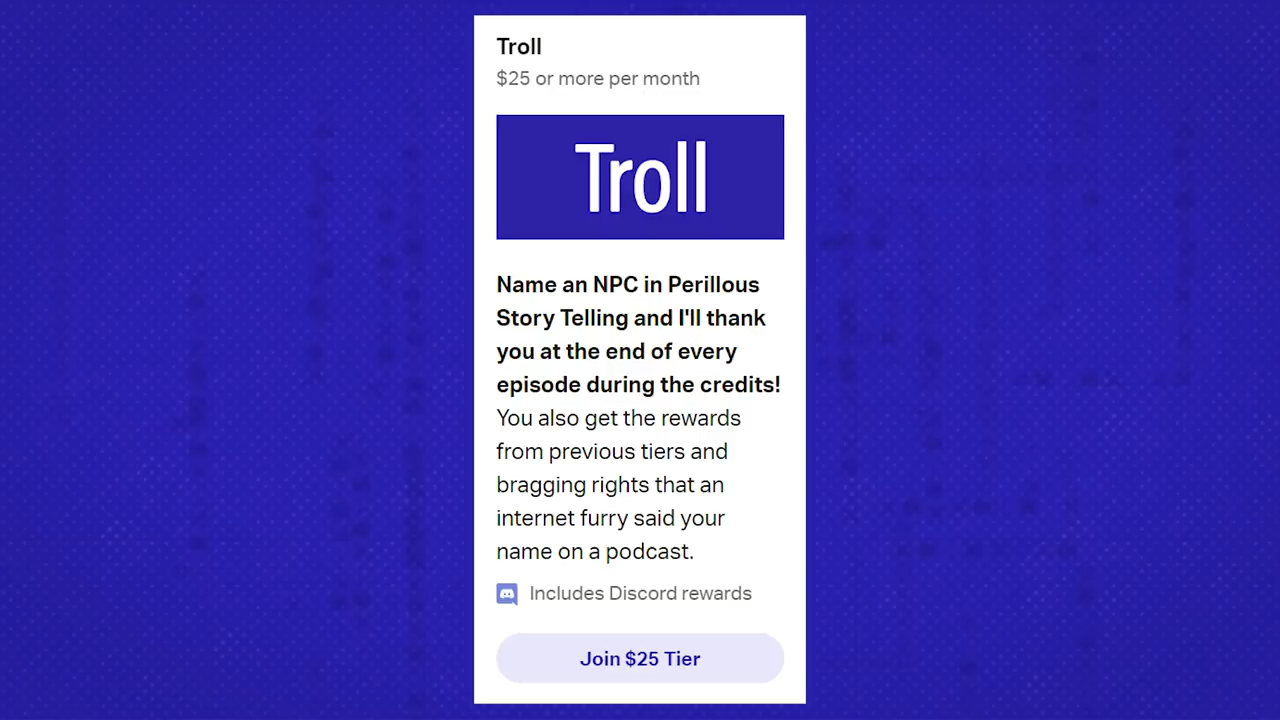 Troll
$25 or more per month
Troll
Name an NPC in Perillous
Story Telling and I'll thank
you at the end of every
episode during the credits!
You also get the rewards
from previous tiers and
bragging rights that an
internet furry said your
name on a podcast.
Includes Discord rewards
Join $25 Tier